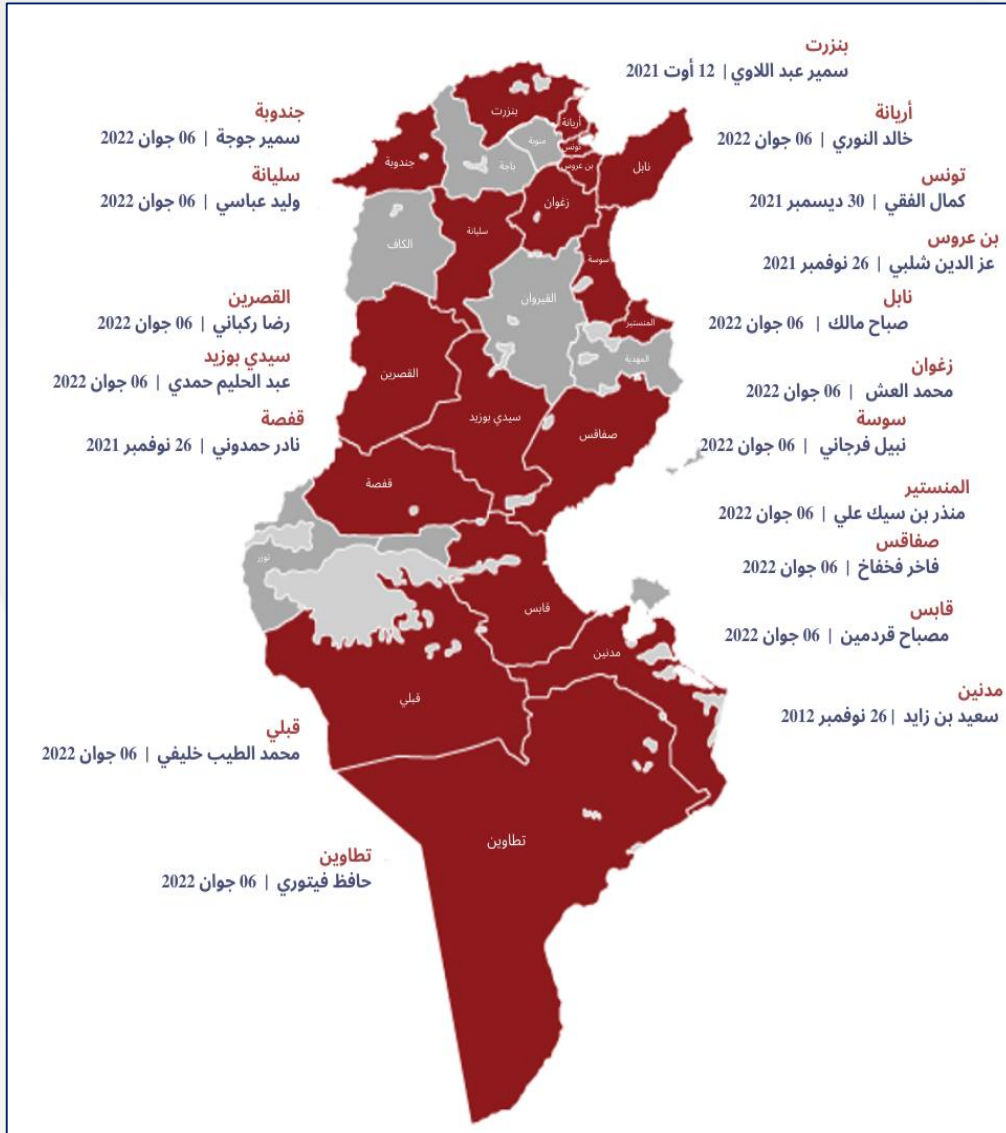 بنزرت
سمير عبد اللاوي | 12 أوت 2021
أريانة
خالد النوري | 06 جوان 2022
تونس
كمال الفقي | 30 ديسمبر 2021
بن عروس
عز الدين شلبي | 26 نوفمبر 2021
نابل
صباح مالك | 06 جوان 2022
زغوان
محمد العش | 06 جوان 2022
سوسة
نبيل فرجاني | 06 جوان 2022
المنستير
منذر بن سيك علي | 06 جوان 2022
صفاقس
فاخر فخفاخ | 06 جوان 2022
قابس
مصباح قردمين | 06 جوان 2022
مدنين
سعيد بن زايد | 26 نوفمبر 2012
جندوبة
سمير جوجة | 06 جوان 2022
سليانة
وليد عباسي | 06 جوان 2022
القصرين
رضا ركباني | 06 جوان 2022
سيدي بوزيد
عبد الحليم حمدي | 06 جوان 2022
قفصة
نادر حمدوني | 26 نوفمبر 2021
قبلي
محمد الطيب خليفي | 06 جوان 2022
تطاوين
حافظ فيتوري | 06 جوان 2022
بنزرت
أريانة
منوبة
تونس
بن عروس
نابل
باجة
جندوبة
زغوان
سليانة
الكاف
سوسة
القيروان
المنستير
المهدية
القصرين
سيدي بوزيد
صفاقس
قفصة
توزر
قابس
مدنين
قبلي
تطاوين